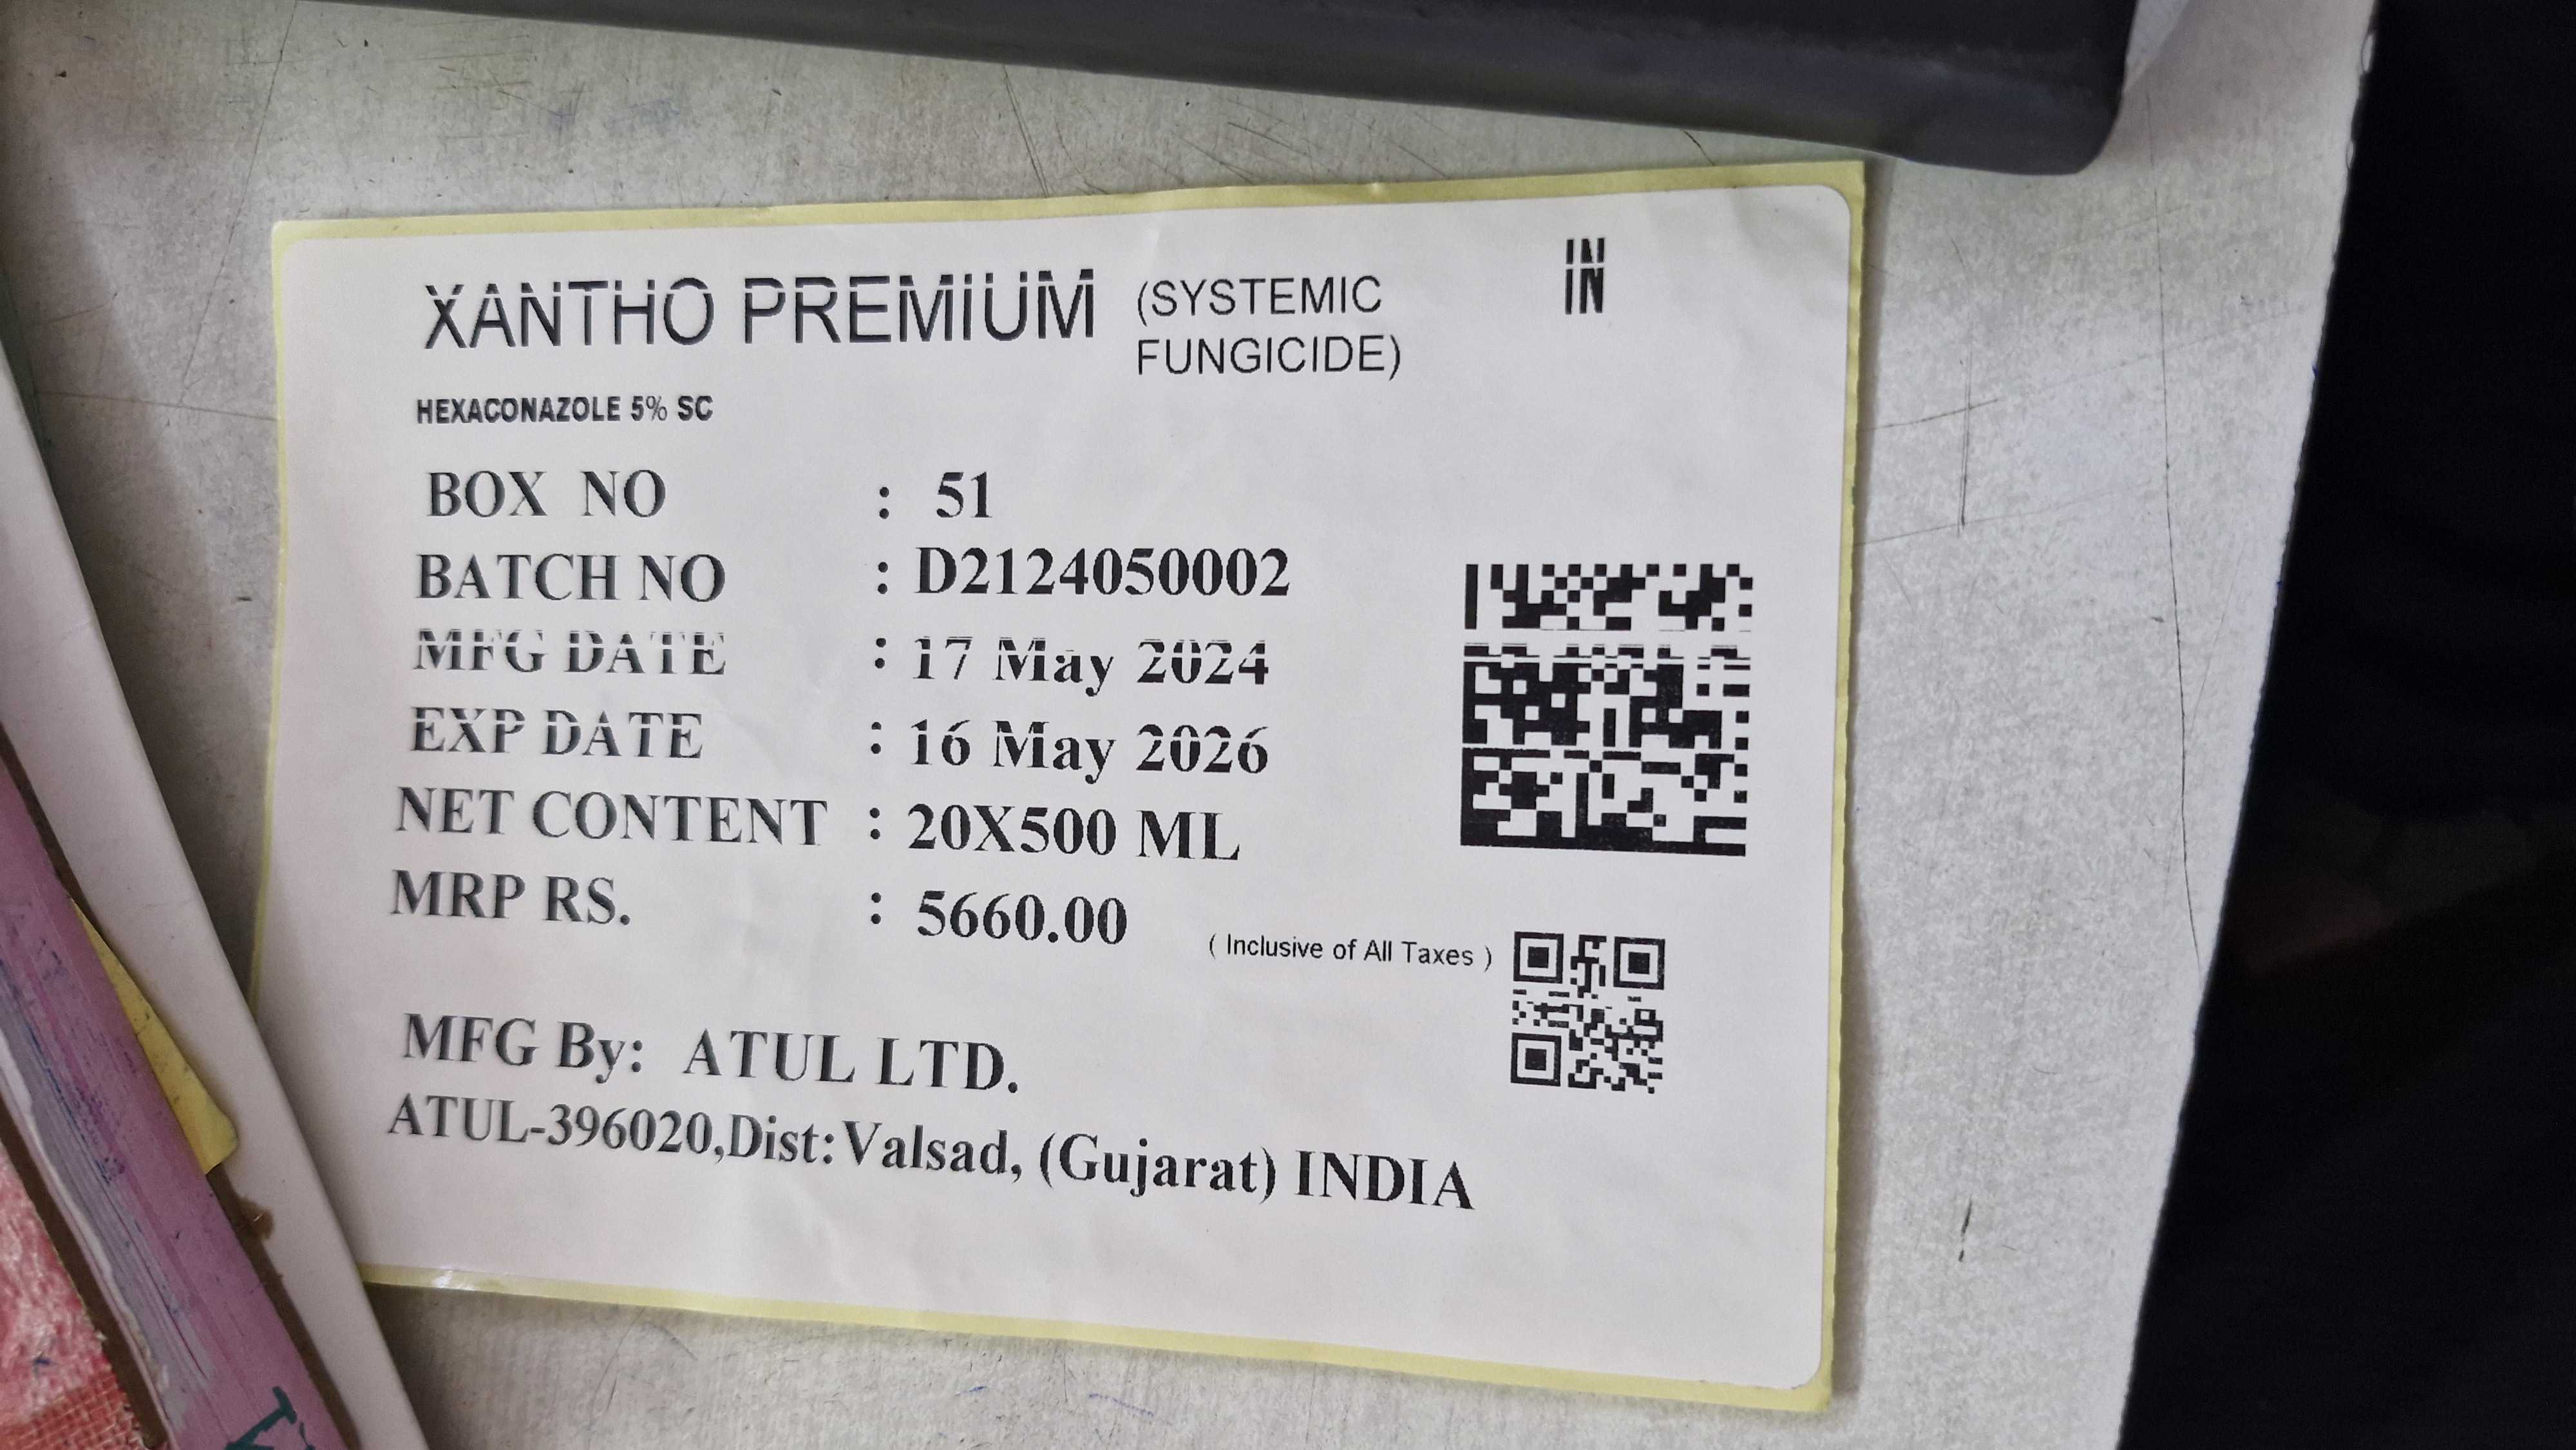 XANTHO PREMIUM (SYSTEMIC
FUNGICIDE)
IN
HEXACONAZOLE 5% SC
BOX NO : 51
BATCH NO : D2124050002
MFG DATE : 17 May 2024
EXP DATE : 16 May 2026
NET CONTENT : 20X500 ML
MRP RS. : 5660.00 ( Inclusive of All Taxes )
MFG By: ATUL LTD.
ATUL-396020,Dist:Valsad, (Gujarat) INDIA